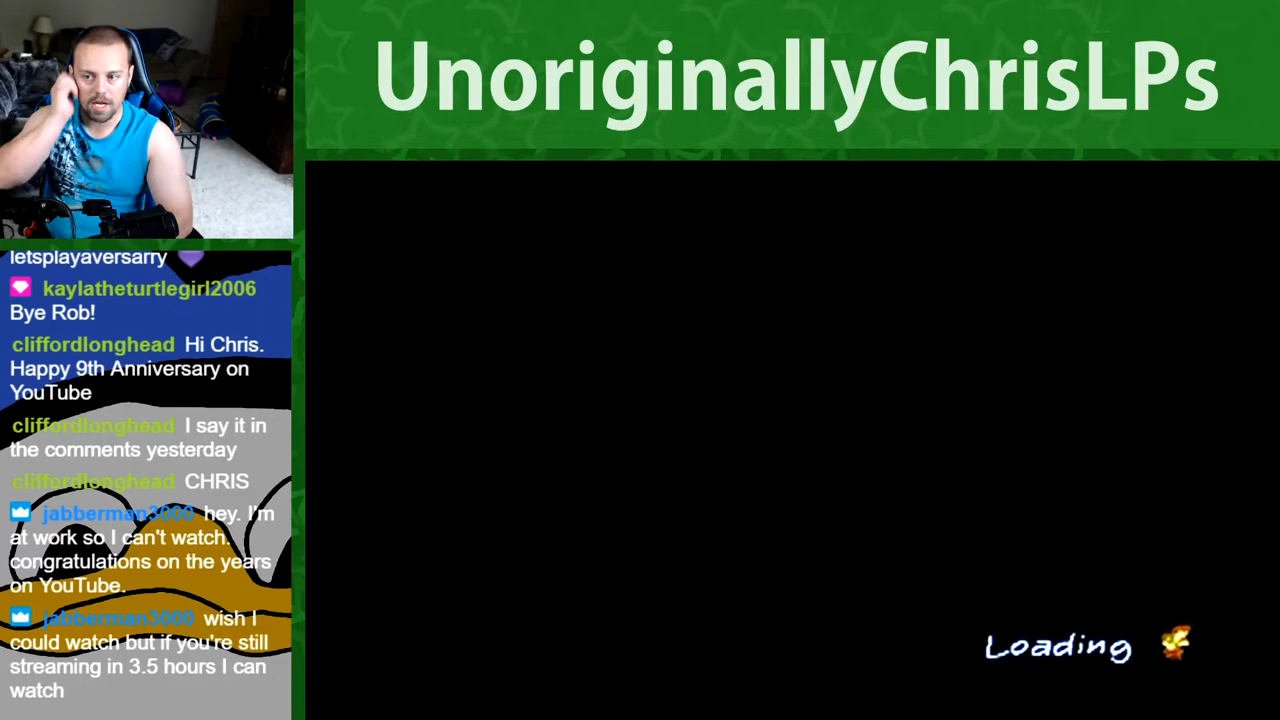 UnoriginallyChrisLPs
letsplayaversarry
kaylatheturtlegirl2006
Bye Rob!
cliffordlonghead Hi Chris.
Happy 9th Anniversary on
YouTube
cliffordlonghead I say it in
the comments yesterday
cliffordlonghead CHRIS
jabberman3000 hey. I'm
at work so I can't watch.
congratulations on the years
on YouTube.
jabberman3000 wish I
could watch but if you're still
streaming in 3.5 hours I can
watch
Loading